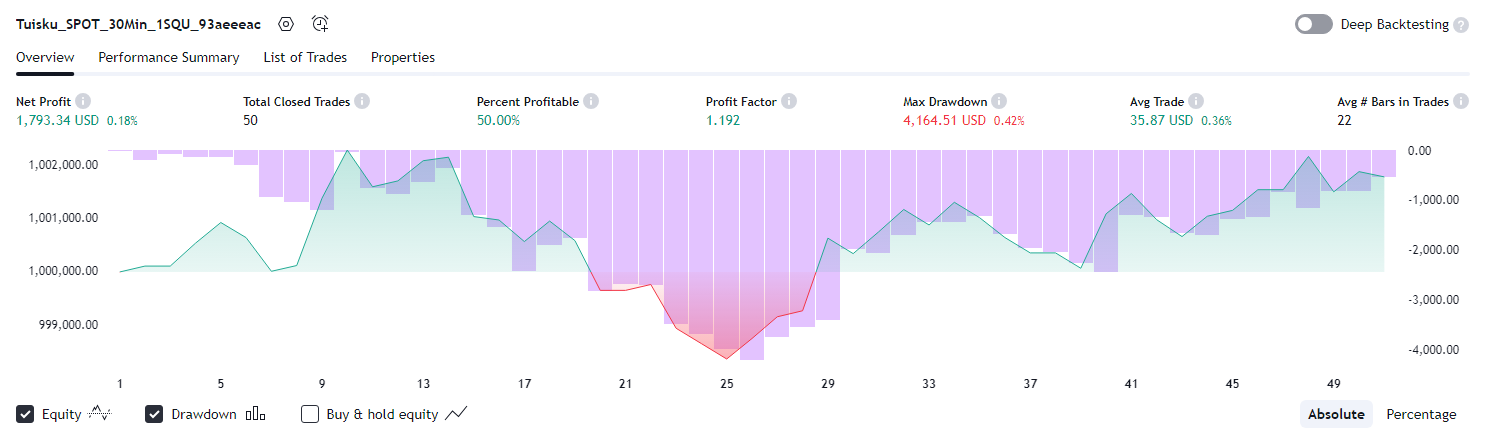 Tuisku_SPOT_30Min_1SQU_93aeeeac
Deep Backtesting ?
Overview Performance Summary List of Trades Properties
Net Profit Total Closed Trades Percent Profitable Profit Factor Max Drawdown Avg Trade Avg # Bars in Trades
1,793.34 USD 0.18% 50 50.00% 1.192 4,164.51 USD 0.42% 35.87 USD 0.36% 22
1,002,000.00 0.00
1,001,000.00 -1,000.00
1,000,000.00 -2,000.00
999,000.00 -3,000.00
-4,000.00
1 5 9 13 17 21 25 29 33 37 41 45 49
Equity Drawdown Buy & hold equity Absolute Percentage